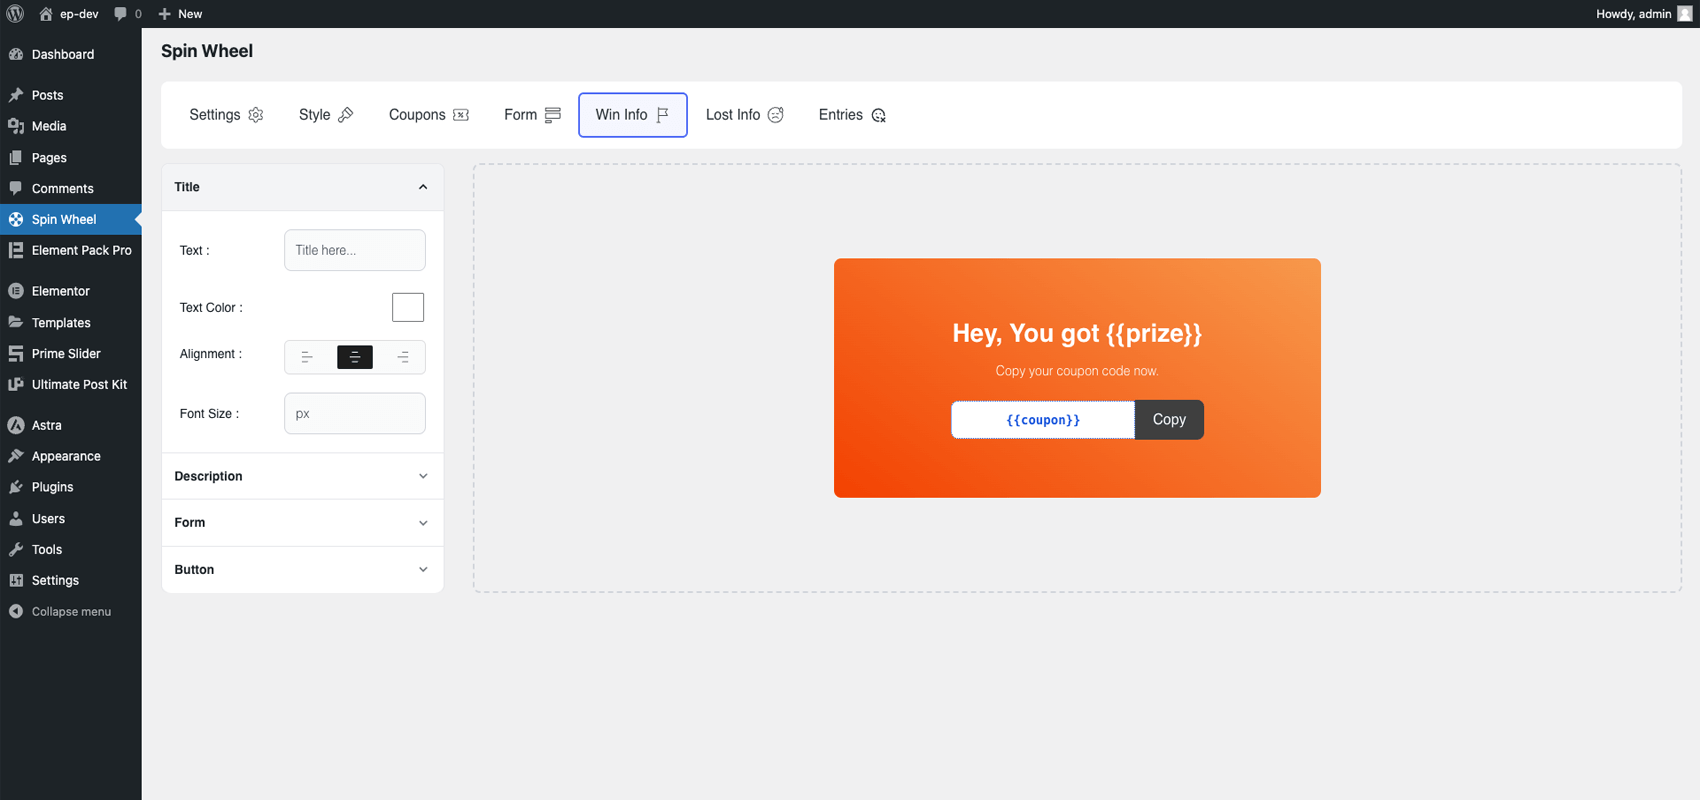 ep-dev 0 New Howdy, admin
Dashboard
Posts
Media
Pages
Comments
Spin Wheel
Element Pack Pro
Elementor
Templates
Prime Slider
Ultimate Post Kit
Astra
Appearance
Plugins
Users
Tools
Settings
Collapse menu
Spin Wheel
Settings Style Coupons Form Win Info Lost Info Entries
Title
Text :
Title here...
Text Color :
Alignment :
Font Size :
px
Description
Form
Button
Hey, You got {{prize}}
Copy your coupon code now.
{{coupon}} Copy